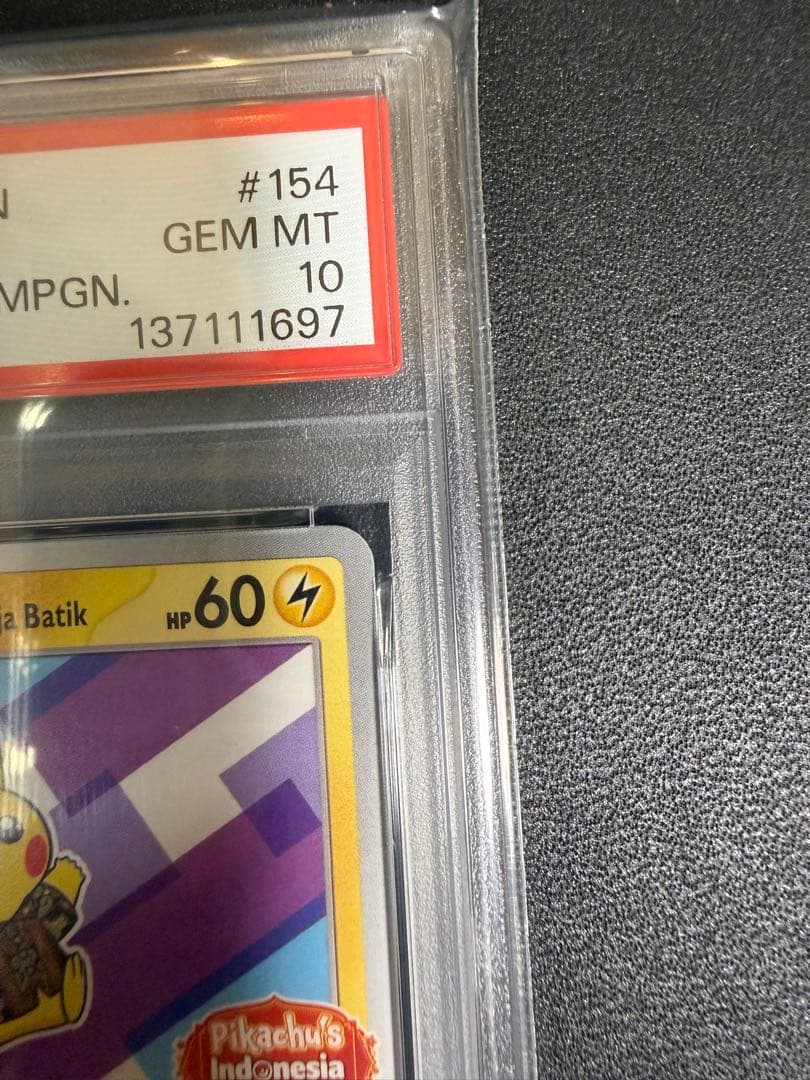 N #154
GEM MT
MPGN. 10
137111697
ja Batik HP60
Pikachu's
Indonesia